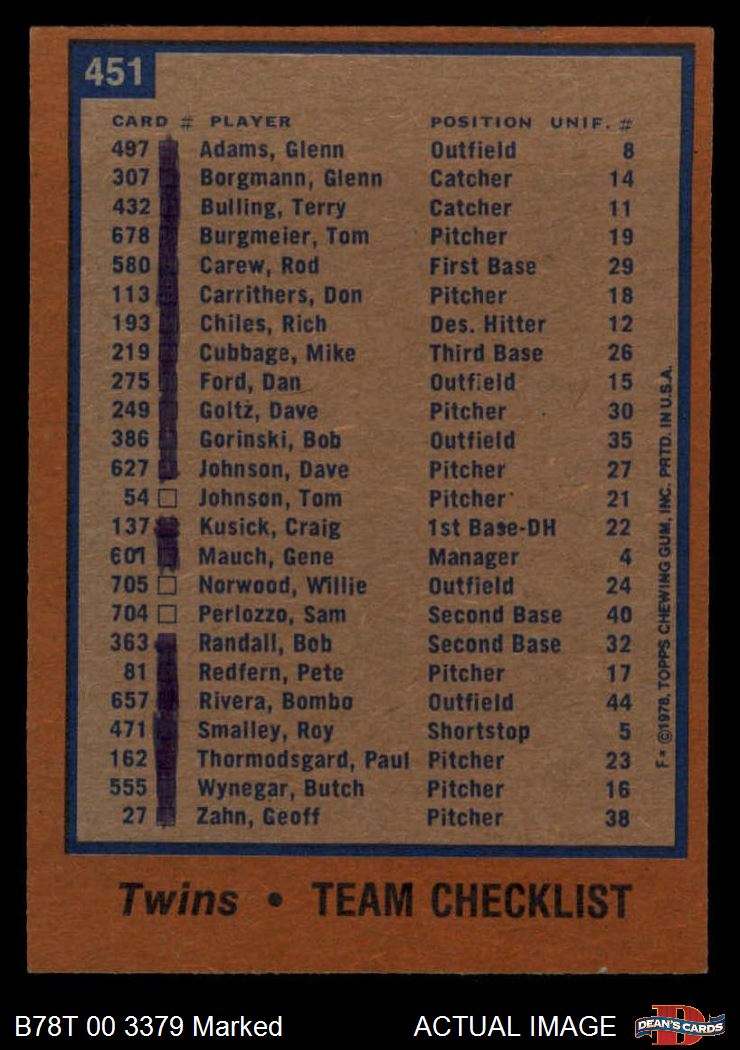 451
CARD # PLAYER POSITION UNIF. #
497 Adams, Glenn Outfield 8
307 Borgmann, Glenn Catcher 14
432 Bulling, Terry Catcher 11
678 Burgmeier, Tom Pitcher 19
580 Carew, Rod First Base 29
113 Carrithers, Don Pitcher 18
193 Chiles, Rich Des. Hitter 12
219 Cubbage, Mike Third Base 26
275 Ford, Dan Outfield 15
249 Goltz, Dave Pitcher 30
386 Gorinski, Bob Outfield 35
627 Johnson, Dave Pitcher 27
54 Johnson, Tom Pitcher 21
137 Kusick, Craig 1st Base-DH 22
601 Mauch, Gene Manager 4
705 Norwood, Willie Outfield 24
704 Perlozzo, Sam Second Base 40
363 Randall, Bob Second Base 32
81 Redfern, Pete Pitcher 17
657 Rivera, Bombo Outfield 44
471 Smalley, Roy Shortstop 5
162 Thormodsgard, Paul Pitcher 23
555 Wynegar, Butch Catcher 16
27 Zahn, Geoff Pitcher 38
F* ©1978, TOPPS CHEWING GUM, INC. PRTD. IN U.S.A.
Twins • TEAM CHECKLIST
B78T 00 3379 Marked ACTUAL IMAGE DEAN'S CARDS